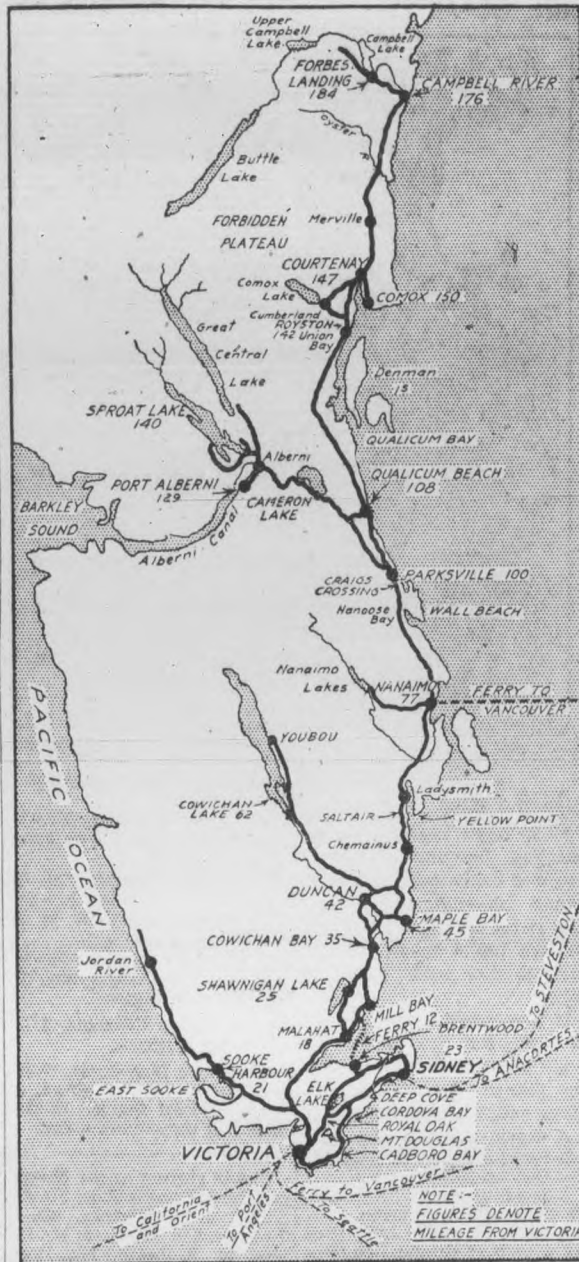 Upper
Campbell
Lake
Campbell
Lake
FORBES
LANDING
184
CAMPBELL RIVER
176
Oyster
R.
Buttle
Lake
FORBIDDEN
PLATEAU
Merville
COURTENAY
147
Comox
Lake
COMOX 150
Cumberland
ROYSTON
142 Union
Bay
Great
Central
Lake
Denman
Is
SPROAT LAKE
140
QUALICUM BAY
Alberni
QUALICUM BEACH
108
PORT ALBERNI
129
CAMERON
LAKE
BARKLEY
SOUND
Alberni Canal
PARKSVILLE 100
CRAIGS
CROSSING
Nanoose
Bay
WALL BEACH
Nanaimo
Lakes
NANAIMO
77
FERRY TO
VANCOUVER
PACIFIC
OCEAN
YOUBOU
Ladysmith
COWICHAN
LAKE 62
SALTAIR
YELLOW POINT
Chemainus
DUNCAN
42
MAPLE BAY
45
COWICHAN BAY 35
Jordan
River
SHAWNIGAN LAKE
25
TO STEVESTON
MILL BAY
FERRY 12
MALAHAT
18
BRENTWOOD
23
SIDNEY
To ANACORTES
SOOKE
HARBOUR
21
ELK
LAKE
EAST SOOKE
DEEP COVE
CORDOVA BAY
ROYAL OAK
MT DOUGLAS
CADBORO BAY
VICTORIA
Ferry to Vancouver
To California
and Orient
To Port
Angeles
To Seattle
NOTE:-
FIGURES DENOTE
MILEAGE FROM VICTORIA